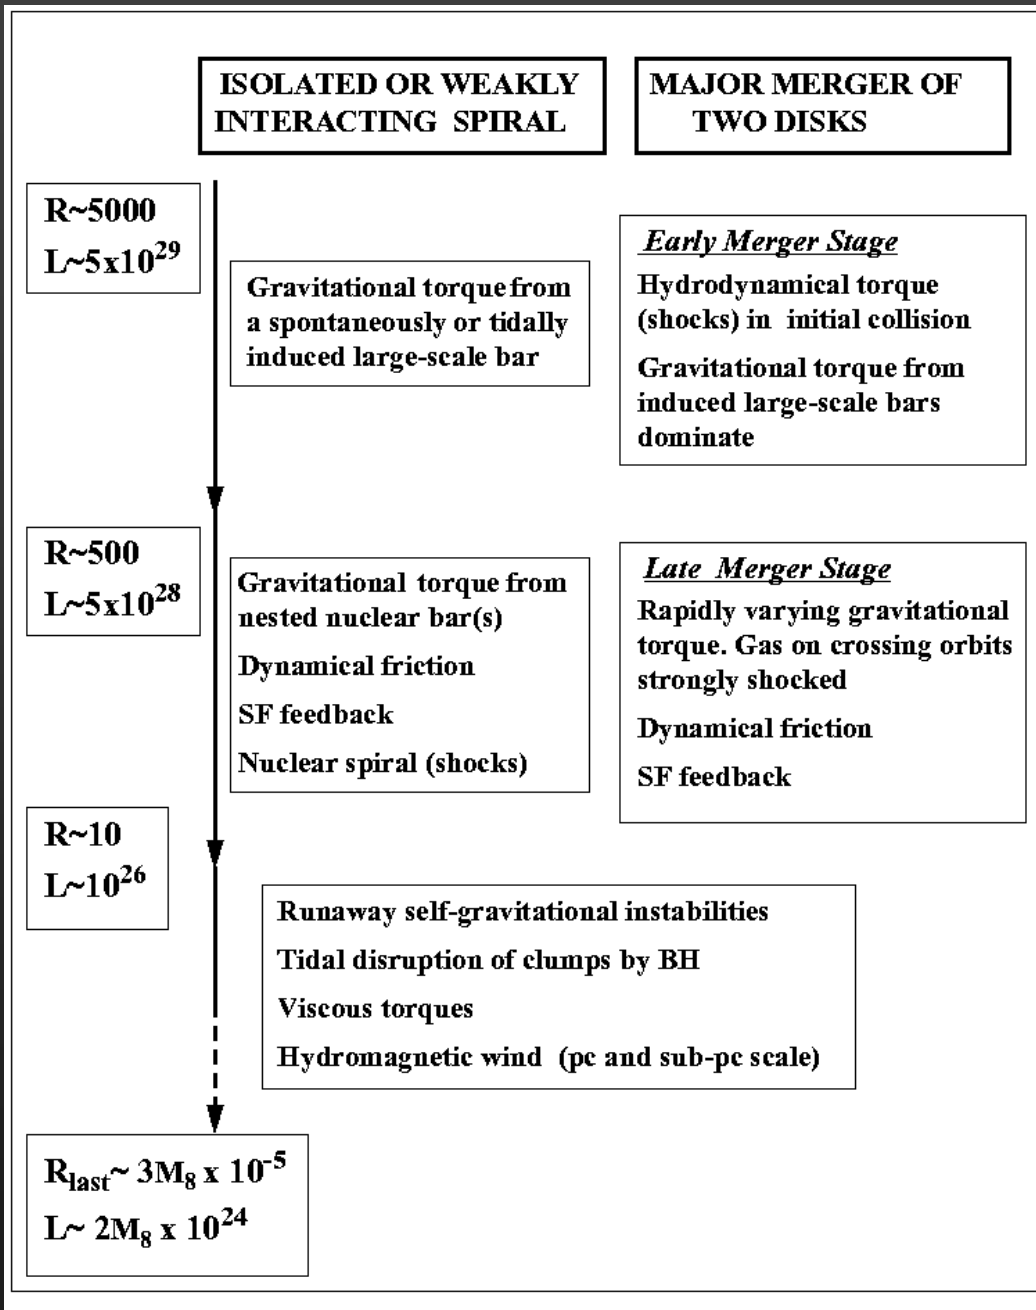 ISOLATED OR WEAKLY
INTERACTING SPIRAL
MAJOR MERGER OF
TWO DISKS
R~5000
L~5x10^29
Gravitational torque from
a spontaneously or tidally
induced large-scale bar
Early Merger Stage
Hydrodynamical torque
(shocks) in initial collision
Gravitational torque from
induced large-scale bars
dominate
R~500
L~5x10^28
Gravitational torque from
nested nuclear bar(s)
Dynamical friction
SF feedback
Nuclear spiral (shocks)
Late Merger Stage
Rapidly varying gravitational
torque. Gas on crossing orbits
strongly shocked
Dynamical friction
SF feedback
R~10
L~10^26
Runaway self-gravitational instabilities
Tidal disruption of clumps by BH
Viscous torques
Hydromagnetic wind (pc and sub-pc scale)
R_last~ 3M_8 x 10^-5
L~ 2M_8 x 10^24